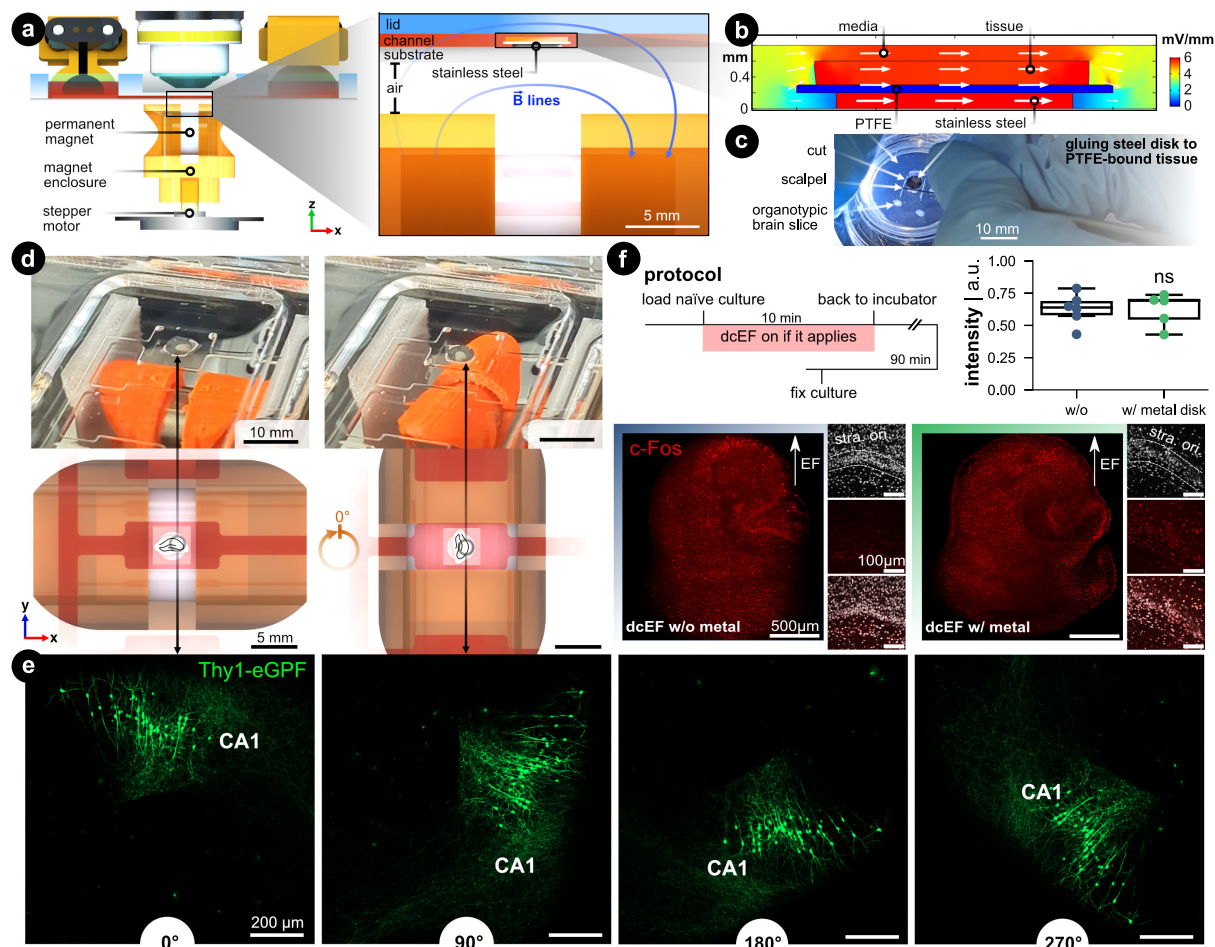 a
permanent
magnet
magnet
enclosure
stepper
motor
z
x
lid
channel
substrate
stainless steel
air
B lines
5 mm
b
media
tissue
mV/mm
mm
0.4
0
6
4
2
0
PTFE
stainless steel
c
gluing steel disk to
PTFE-bound tissue
cut
scalpel
organotypic
brain slice
10 mm
d
10 mm
0°
y
x
5 mm
f
protocol
load naïve culture
back to incubator
10 min
dcEF on if it applies
90 min
fix culture
intensity | a.u.
1.00
0.75
0.50
0.25
0.00
ns
w/o
w/ metal disk
c-Fos
EF
dcEF w/o metal
500µm
stra. ori.
100µm
EF
dcEF w/ metal
stra. ori.
e
Thy1-eGPF
CA1
200 µm
0°
CA1
90°
CA1
180°
CA1
270°